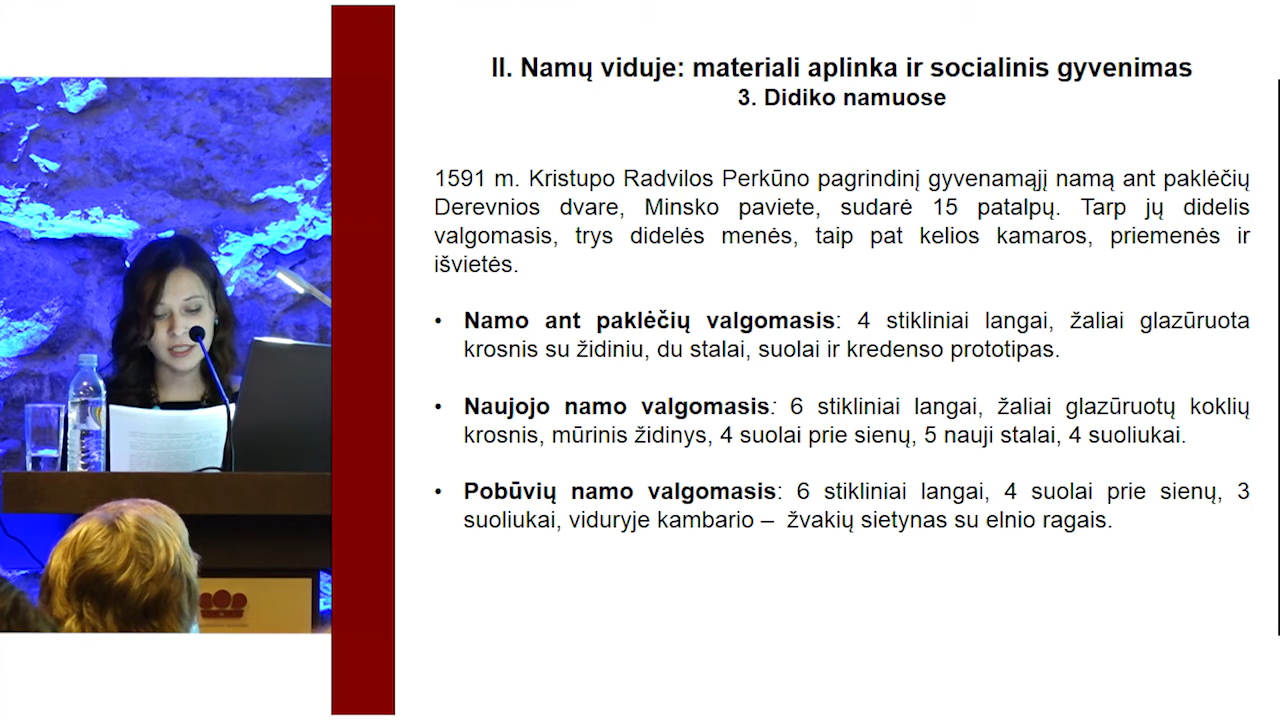 II. Namų viduje: materiali aplinka ir socialinis gyvenimas
3. Didiko namuose
1591 m. Kristupo Radvilos Perkūno pagrindinį gyvenamąjį namą ant paklėčių
Derevnios dvare, Minsko paviete, sudarė 15 patalpų. Tarp jų didelis
valgomasis, trys didelės menės, taip pat kelios kamaros, priemenės ir
išvietės.
• Namo ant paklėčių valgomasis: 4 stikliniai langai, žaliai glazūruota
krosnis su židiniu, du stalai, suolai ir kredenso prototipas.
• Naujojo namo valgomasis: 6 stikliniai langai, žaliai glazūruotų koklių
krosnis, mūrinis židinys, 4 suolai prie sienų, 5 nauji stalai, 4 suoliukai.
• Pobūvių namo valgomasis: 6 stikliniai langai, 4 suolai prie sienų, 3
suoliukai, viduryje kambario – žvakių sietynas su elnio ragais.